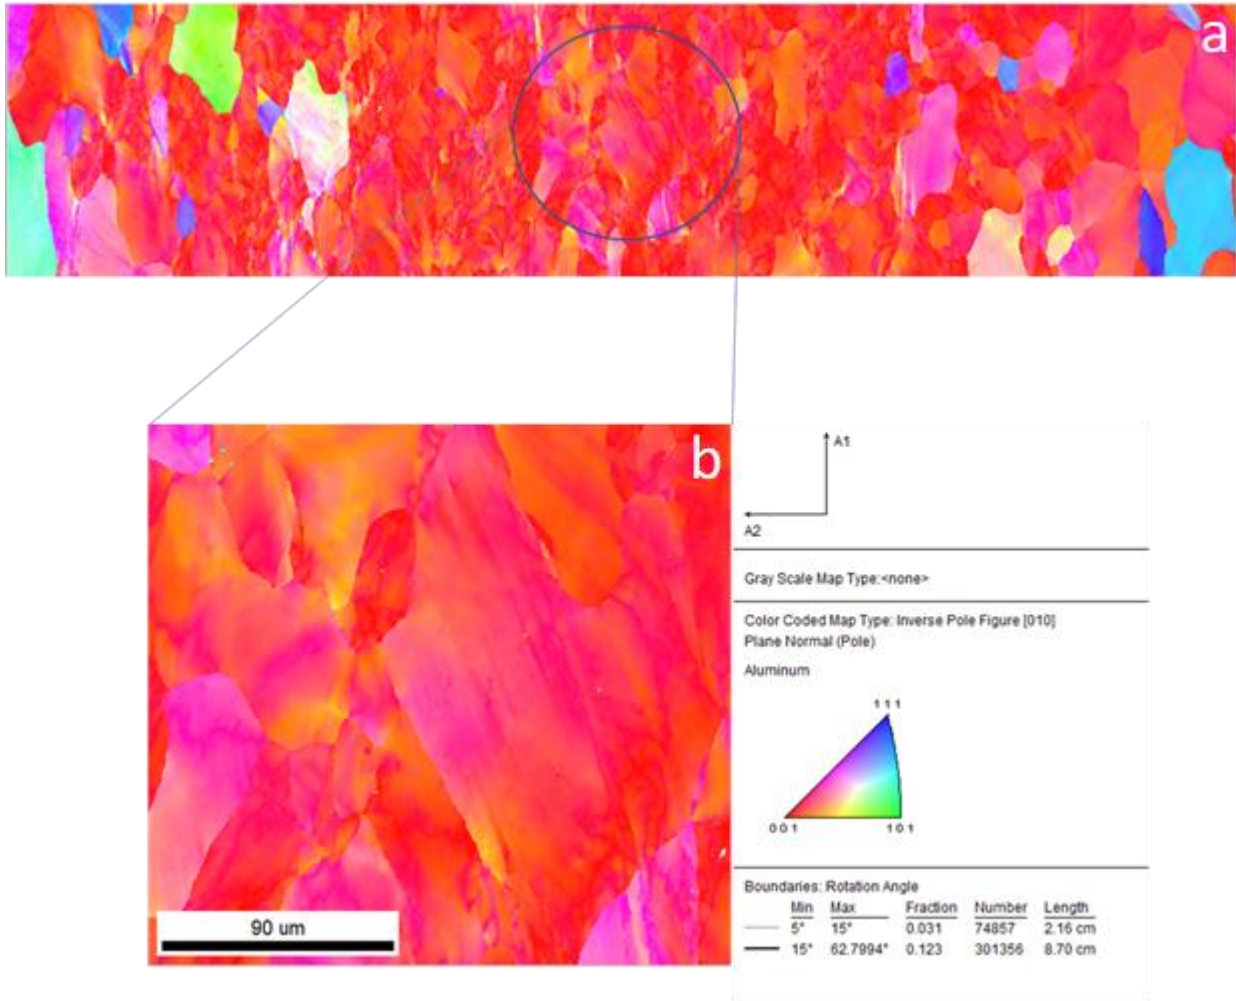 a
b
A1
A2
Gray Scale Map Type:<none>
Color Coded Map Type: Inverse Pole Figure [010]
Plane Normal (Pole)
Aluminum
1 1 1
0 0 1
1 0 1
Boundaries: Rotation Angle
Min Max Fraction Number Length
5° 15° 0.031 74857 2.16 cm
15° 62.7994° 0.123 301356 8.70 cm
90 um